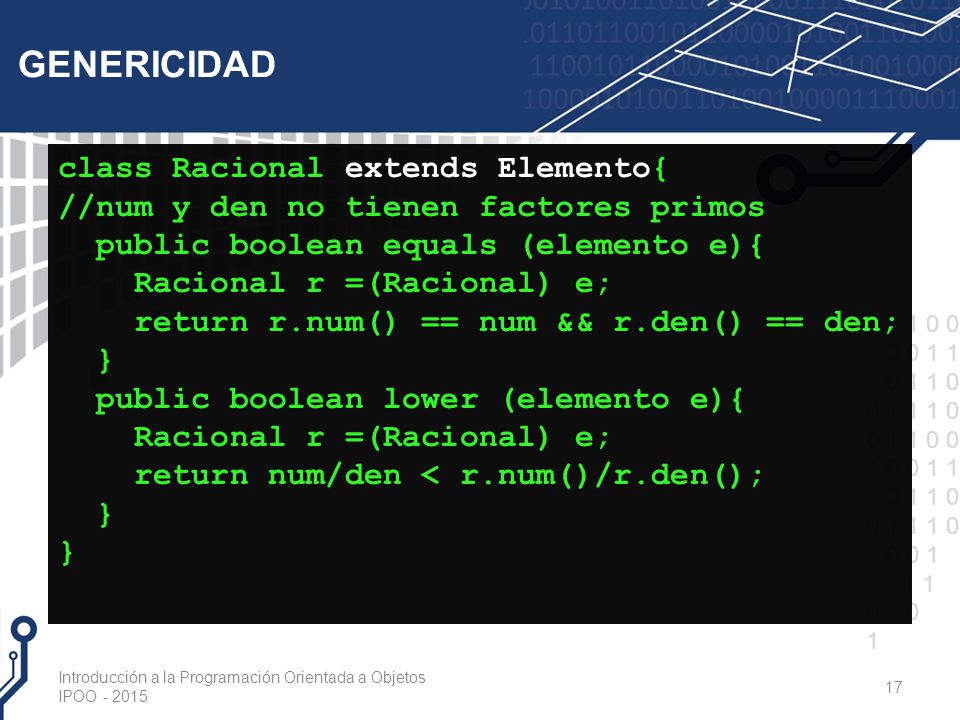 GENERICIDAD
class Racional extends Elemento{
//num y den no tienen factores primos
public boolean equals (elemento e){
Racional r =(Racional) e;
return r.num() == num && r.den() == den;
}
public boolean lower (elemento e){
Racional r =(Racional) e;
return num/den < r.num()/r.den();
}
}
Introducción a la Programación Orientada a Objetos
IPOO - 2015
17